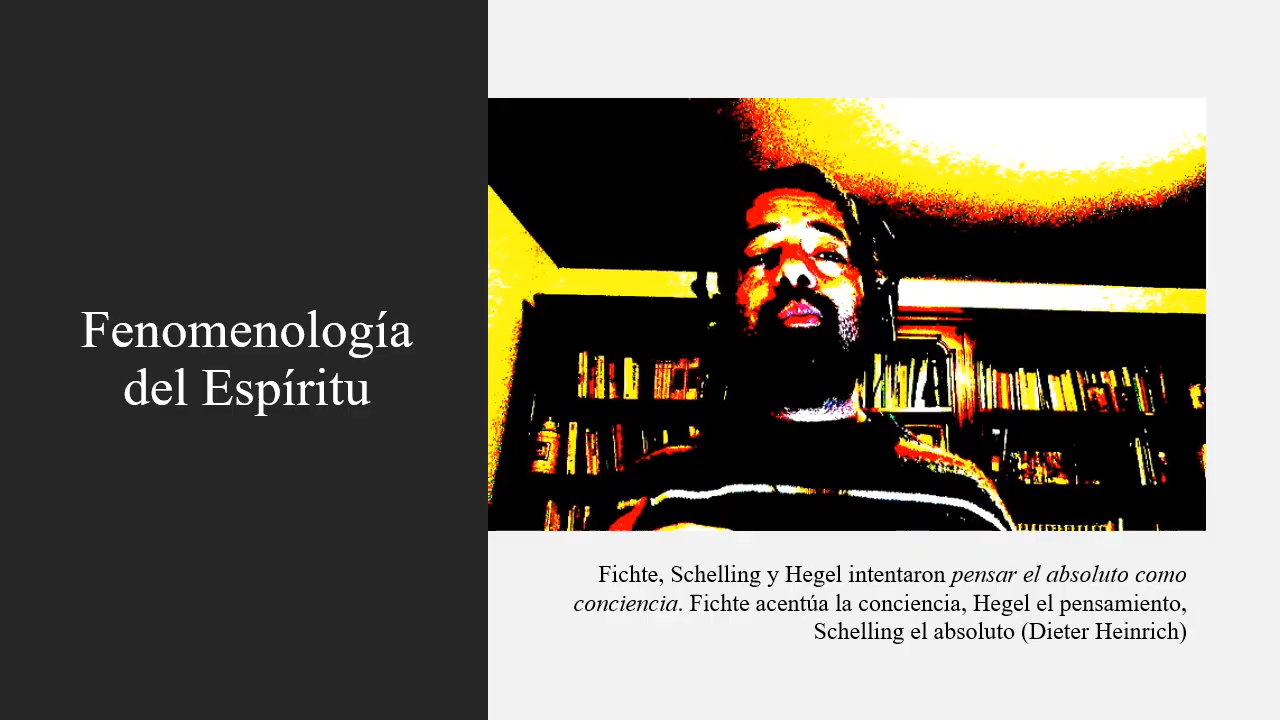 Fenomenología
del Espíritu
Fichte, Schelling y Hegel intentaron pensar el absoluto como
conciencia. Fichte acentúa la conciencia, Hegel el pensamiento,
Schelling el absoluto (Dieter Heinrich)